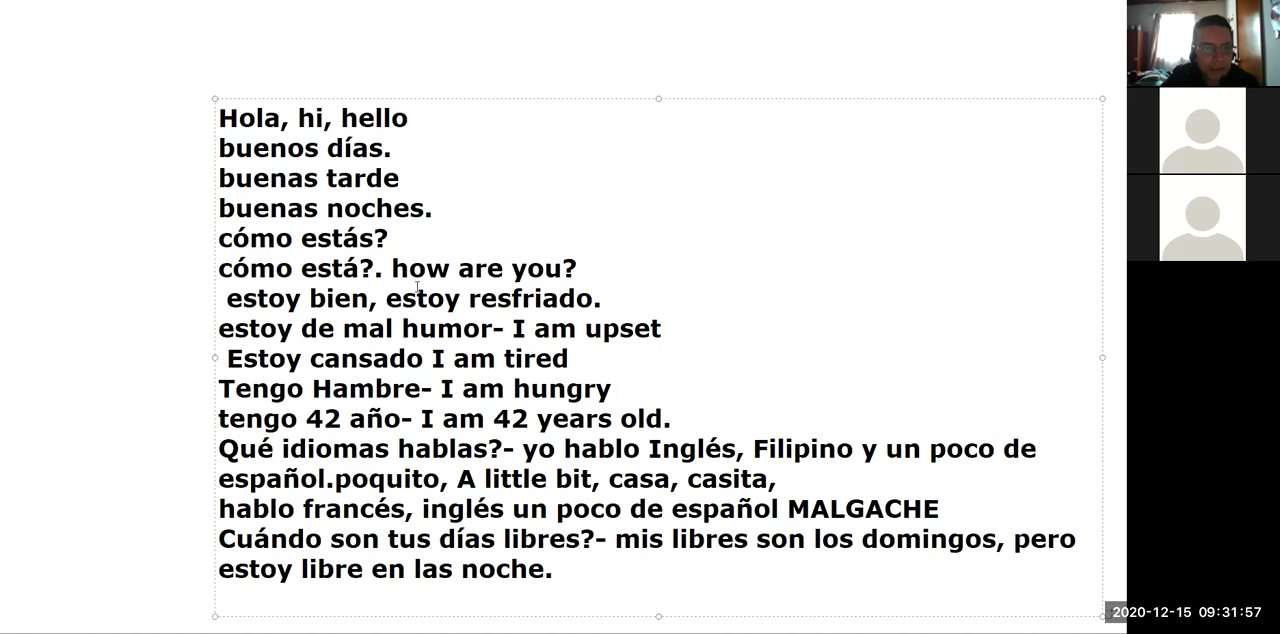 Hola, hi, hello
buenos días.
buenas tarde
buenas noches.
cómo estás?
cómo está?. how are you?
estoy bien, estoy resfriado.
estoy de mal humor- I am upset
Estoy cansado I am tired
Tengo Hambre- I am hungry
tengo 42 año- I am 42 years old.
Qué idiomas hablas?- yo hablo Inglés, Filipino y un poco de
español.poquito, A little bit, casa, casita,
hablo francés, inglés un poco de español MALGACHE
Cuándo son tus días libres?- mis libres son los domingos, pero
estoy libre en las noche.
2020-12-15 09:31:57